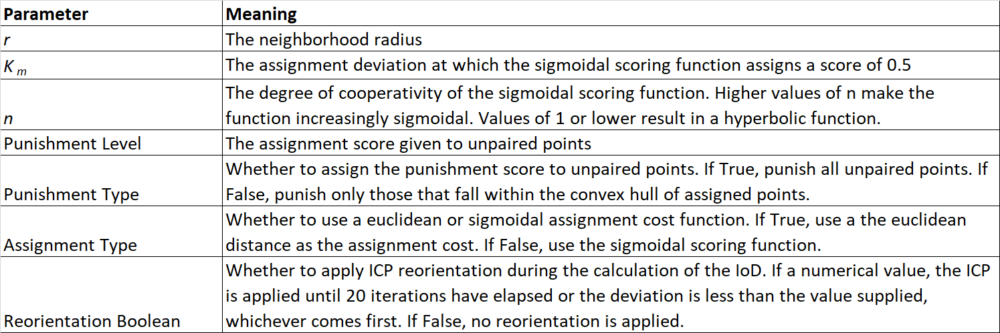 Parameter Meaning
r The neighborhood radius
K m The assignment deviation at which the sigmoidal scoring function assigns a score of 0.5
The degree of cooperativity of the sigmoidal scoring function. Higher values of n make the
n function increasingly sigmoidal. Values of 1 or lower result in a hyperbolic function.
Punishment Level The assignment score given to unpaired points
Whether to assign the punishment score to unpaired points. If True, punish all unpaired points. If
Punishment Type False, punish only those that fall within the convex hull of assigned points.
Whether to use a euclidean or sigmoidal assignment cost function. If True, use a the euclidean
Assignment Type distance as the assignment cost. If False, use the sigmoidal scoring function.
Whether to apply ICP reorientation during the calculation of the IoD. If a numerical value, the ICP
is applied until 20 iterations have elapsed or the deviation is less than the value supplied,
Reorientation Boolean whichever comes first. If False, no reorientation is applied.